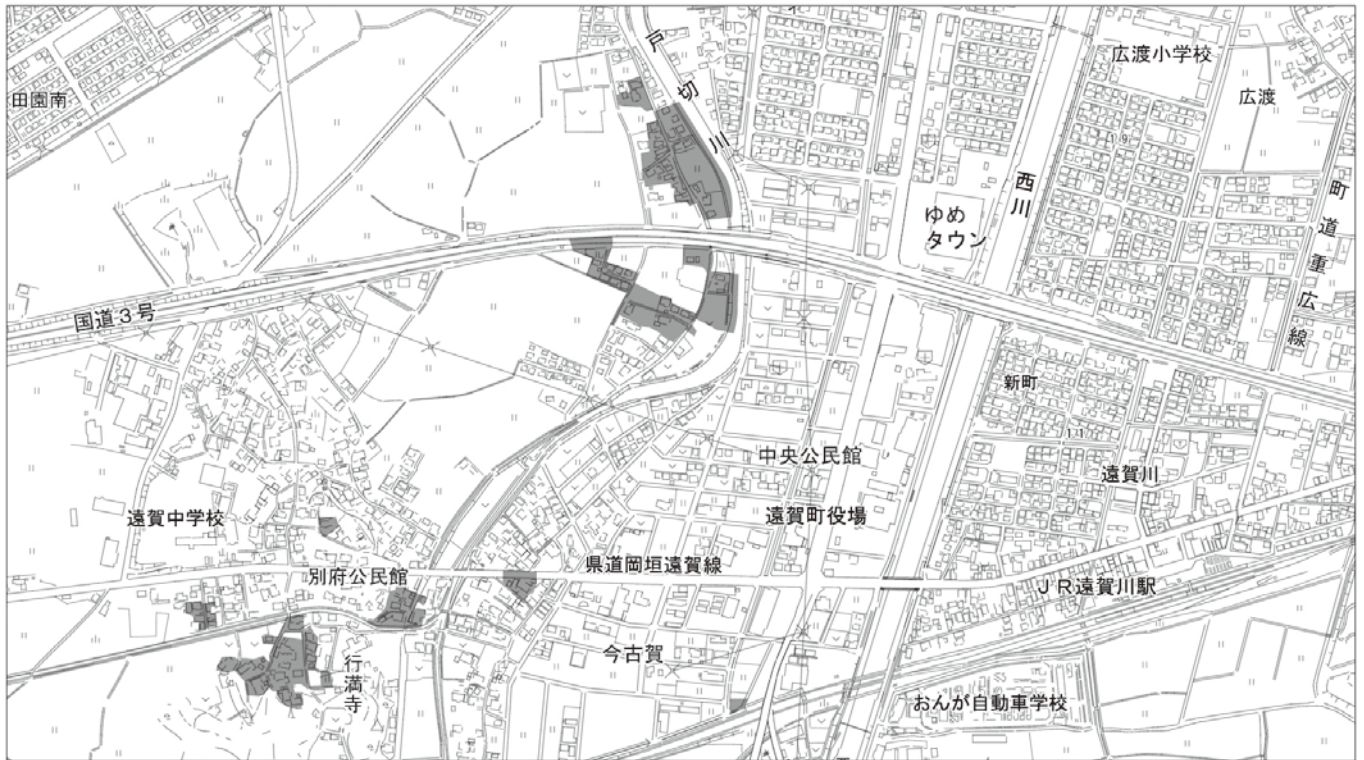 戸切川
広渡小学校
田園南
広渡
19
西川
町道重広線
ゆめ
タウン
国道3号
新町
11
中央公民館
遠賀川
遠賀中学校
遠賀町役場
県道岡垣遠賀線
別府公民館
JR遠賀川駅
今古賀
行満寺
おんが自動車学校